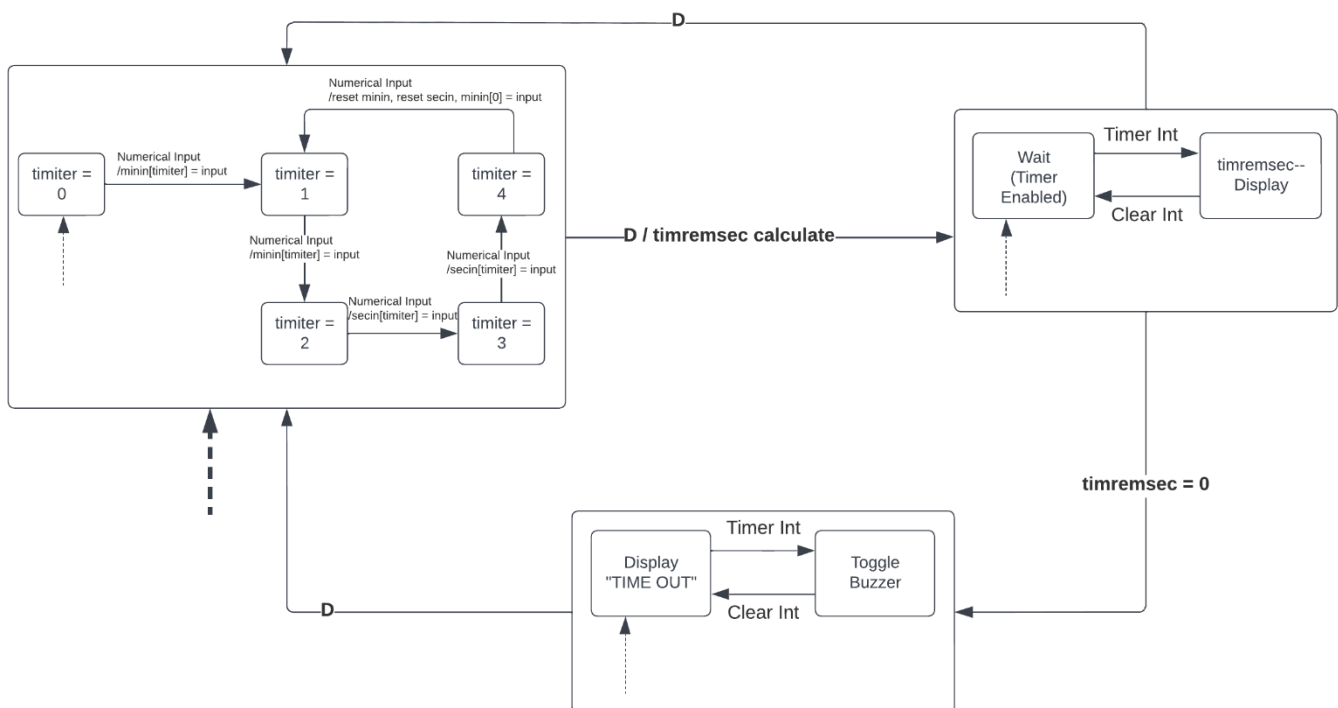 D
Numerical Input
/reset minin, reset secin, minin[0] = input
Numerical Input
/minin[timiter] = input
timiter =
0
timiter =
1
timiter =
4
Numerical Input
/minin[timiter] = input
Numerical Input
/secin[timiter] = input
Numerical Input
/secin[timiter] = input
timiter =
2
timiter =
3
D / timremsec calculate
Wait
(Timer
Enabled)
Timer Int
Clear Int
timremsec--
Display
timremsec = 0
Display
"TIME OUT"
Timer Int
Clear Int
Toggle
Buzzer
D